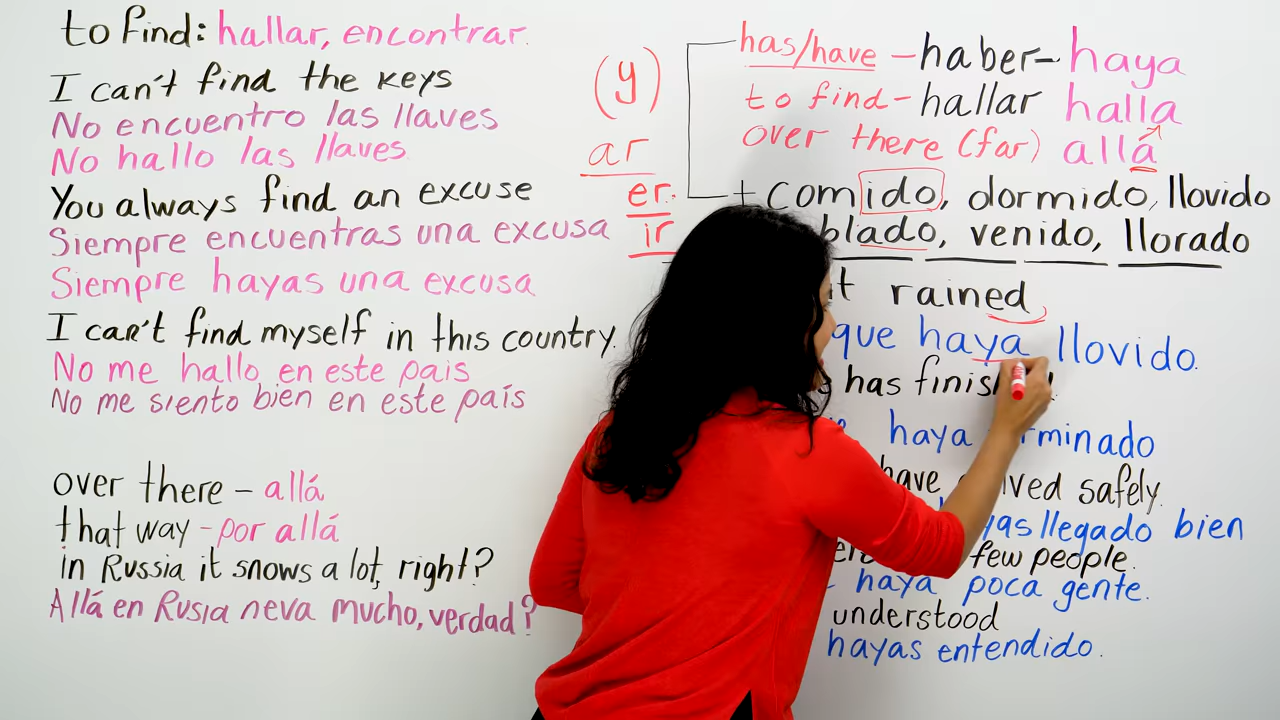 to find: hallar, encontrar.
I can't find the keys
No encuentro las llaves
No hallo las llaves.
You always find an excuse
Siempre encuentras una excusa
Siempre hayas una excusa
I can't find myself in this country.
No me hallo en este pais
No me siento bien en este país
over there - allá
that way - por allá
in Russia it snows a lot, right?
Allá en Rusia neva mucho, verdad?
(y)
ar
er.
ir
has/have - haber - haya
to find - hallar halla
over there (far) allá
+ comido, dormido, llovido
blado, venido, llorado
t rained
que haya llovido.
has
haya
have safely.
llegado bien
few people.
haya poca gente.
understood
hayas entendido.